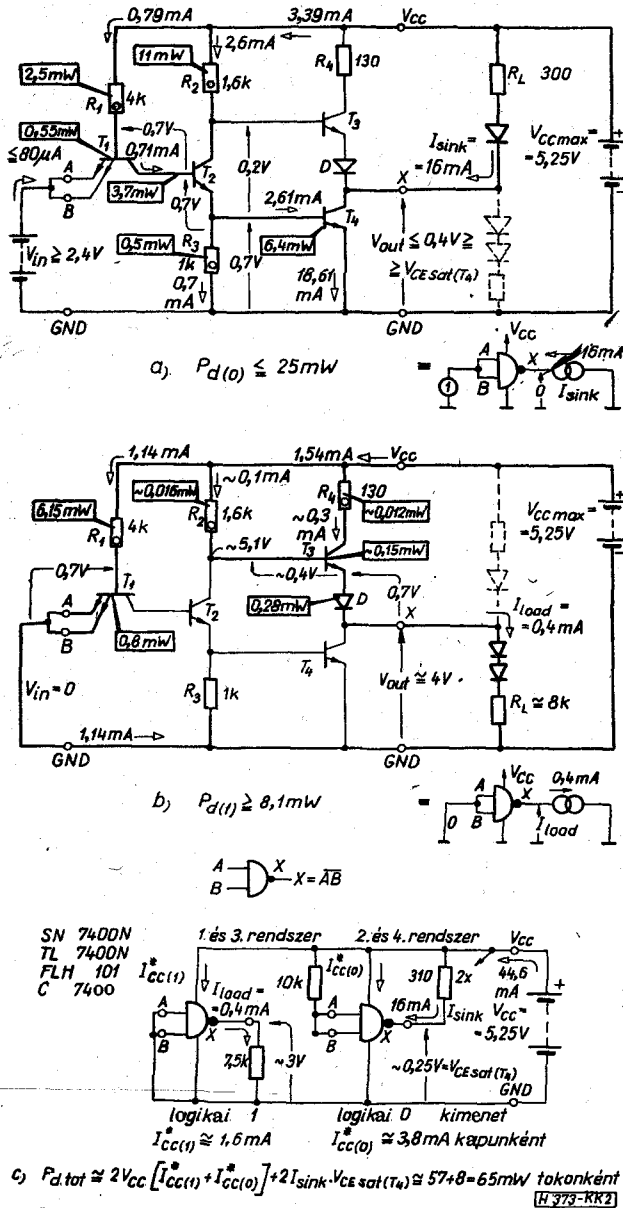 0,79mA 3,39mA VCC
2,5mW R1 4k
11mW R2 1,6k 2,6mA
R4 130
RL 300
0,55mW T1 0,7V
≤80μA 0,71mA
A
B
3,7mW T2
0,7V
0,2V
T3
D
Isink =
=16mA
VCCmax =
=5,25V
X
2,61mA
T4
6,4mW
Vin ≥ 2,4V
0,5mW R3 1k
0,7 mA
0,7V
18,61 mA
Vout ≤ 0,4V ≥
≥ VCE sat(T4)
GND GND
a) Pd(0) ≦ 25mW
=
VCC
A
B
X
1
0
16mA
Isink
1,14mA 1,54mA VCC
6,15mW R1 4k
~0,016mW R2 1,6k
~0,1mA
R4 130
~0,012mW
~0,3 mA
VCCmax =
=5,25V
0,7V
T1
~5,1V
T3
~0,15mW
~0,4V
A
B
0,8mW
T2
0,28mW
D
0,7V
X
Iload =
=0,4mA
Vin = 0
R3 1k
T4
Vout ≅ 4V
RL ≅ 8k
1,14mA
GND GND
b) Pd(1) ≥ 8,1mW
=
VCC
A
B
X
0
0,4mA
Iload
A
B
X
X = A̅B̅
SN 7400N
TL 7400N
FLH 101
C 7400
1. és 3. rendszer 2. és 4. rendszer VCC
I*CC(1)
A
B
X
Iload =
=0,4mA
7,5k
~3V
10k
I*CC(0)
A
B
X
310 2x
16mA
Isink
44,6
mA
VCC =
=5,25V
~0,25V=VCE sat(T4)
GND
logikai 1 logikai 0 kimenet
I*CC(1) ≅ 1,6mA I*CC(0) ≅ 3,8mA kapunként
c) Pd.tot ≅ 2VCC [I*CC(1) + I*CC(0)] + 2Isink · VCE sat(T4) ≅ 57+8=65mW tokonként
H 373-KK2